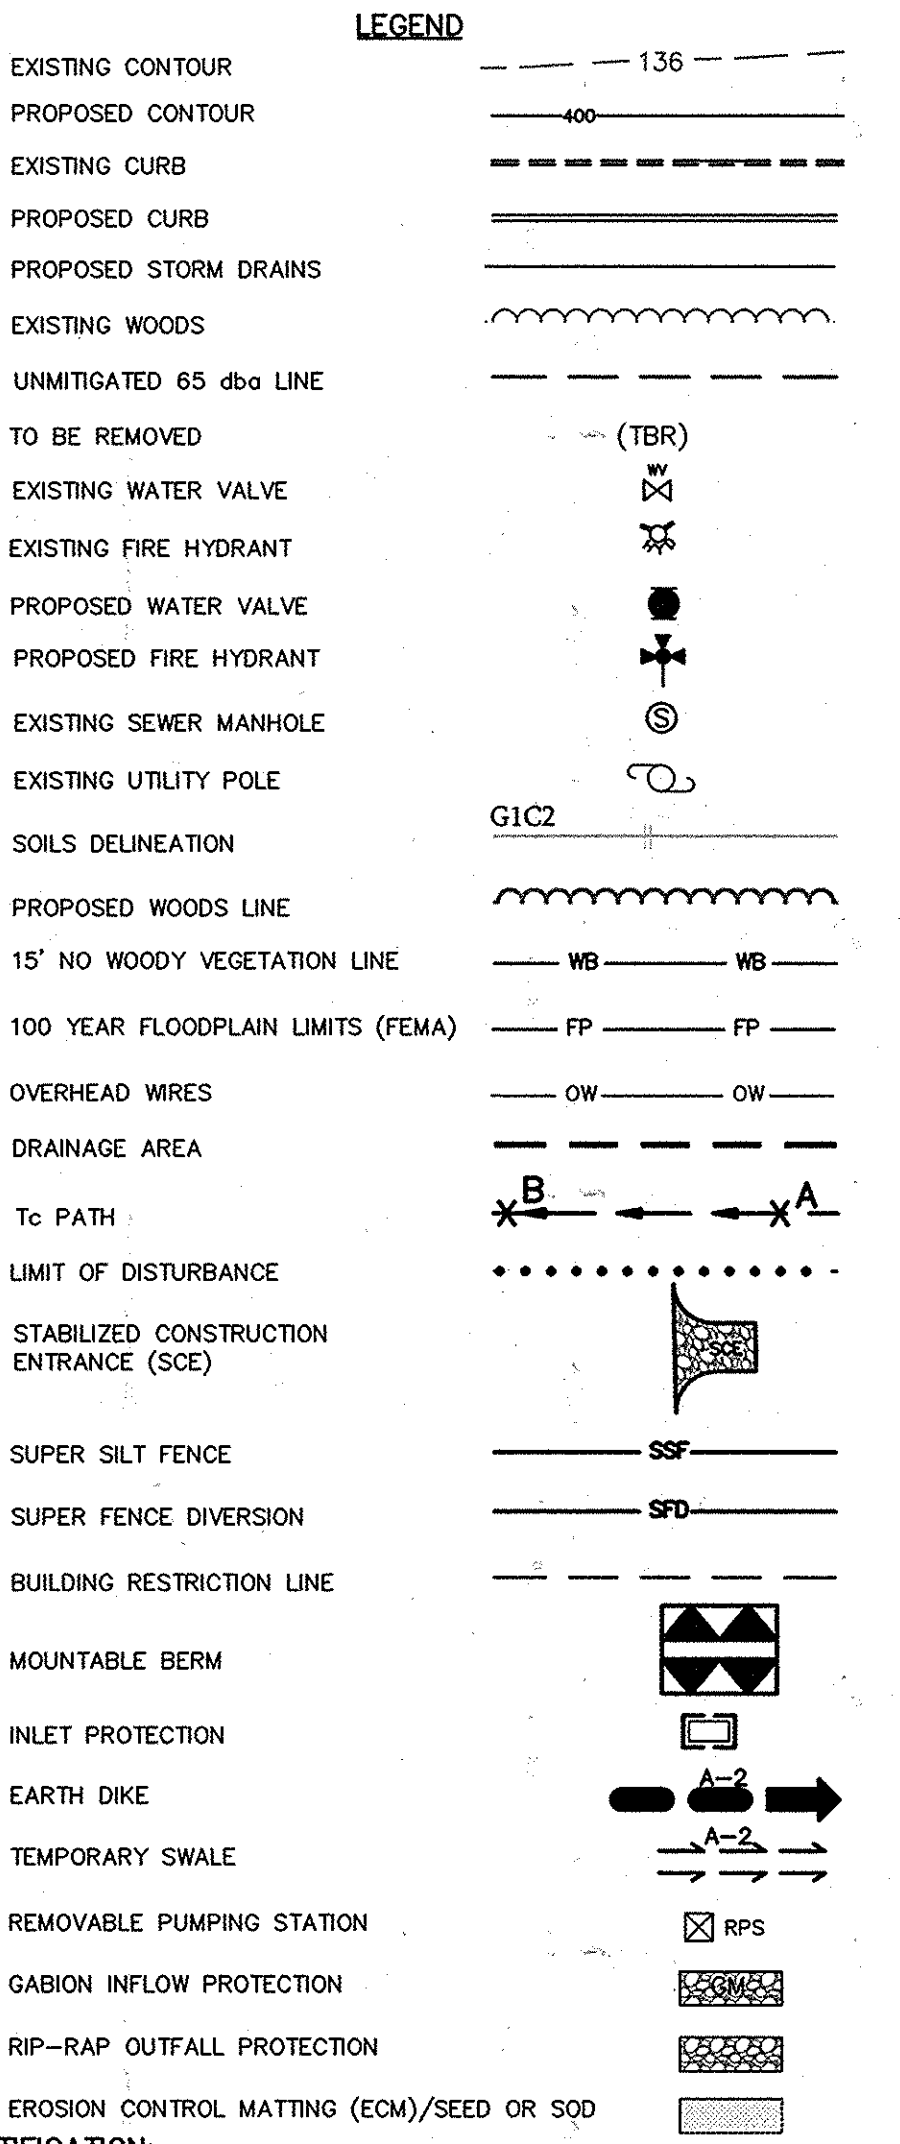 LEGEND
EXISTING CONTOUR 136
PROPOSED CONTOUR 400
EXISTING CURB
PROPOSED CURB
PROPOSED STORM DRAINS
EXISTING WOODS
UNMITIGATED 65 dba LINE
TO BE REMOVED (TBR)
WV
EXISTING WATER VALVE
EXISTING FIRE HYDRANT
PROPOSED WATER VALVE
PROPOSED FIRE HYDRANT
EXISTING SEWER MANHOLE S
EXISTING UTILITY POLE
G1C2
SOILS DELINEATION
PROPOSED WOODS LINE
15' NO WOODY VEGETATION LINE WB WB
100 YEAR FLOODPLAIN LIMITS (FEMA) FP FP
OVERHEAD WIRES OW OW
DRAINAGE AREA
B A
Tc PATH
LIMIT OF DISTURBANCE
STABILIZED CONSTRUCTION
ENTRANCE (SCE) SCE
SUPER SILT FENCE SSF
SUPER FENCE DIVERSION SFD
BUILDING RESTRICTION LINE
MOUNTABLE BERM
INLET PROTECTION
A-2
EARTH DIKE
A-2
TEMPORARY SWALE
REMOVABLE PUMPING STATION RPS
GABION INFLOW PROTECTION GM
RIP-RAP OUTFALL PROTECTION
EROSION CONTROL MATTING (ECM)/SEED OR SOD